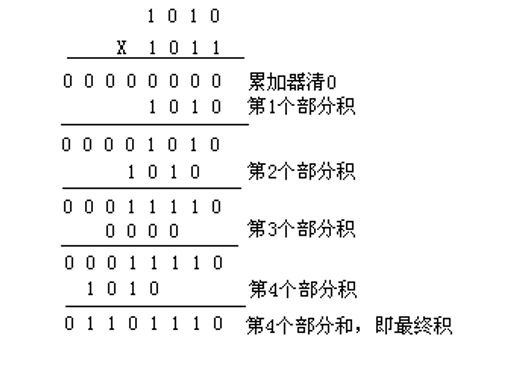 1 0 1 0
X 1 0 1 1
0 0 0 0 0 0 0 0 累加器清0
1 0 1 0 第1个部分积
0 0 0 0 1 0 1 0
1 0 1 0 第2个部分积
0 0 0 1 1 1 1 0
0 0 0 0 第3个部分积
0 0 0 1 1 1 1 0
1 0 1 0 第4个部分积
0 1 1 0 1 1 1 0 第4个部分和，即最终积